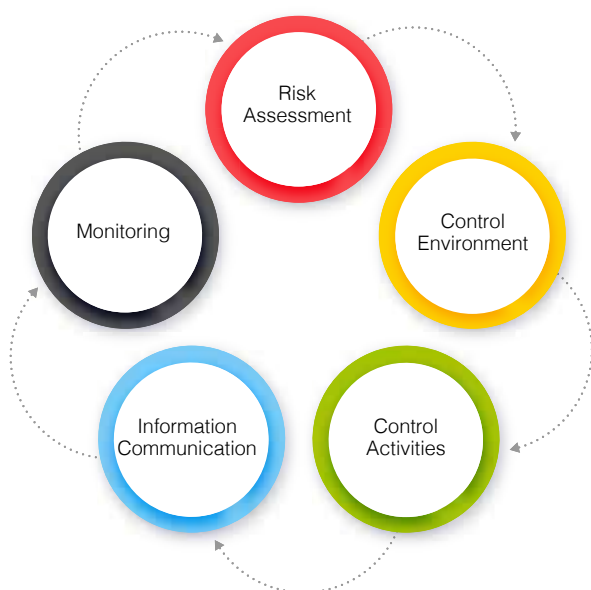 Risk
Assessment
Control
Environment
Control
Activities
Information
Communication
Monitoring